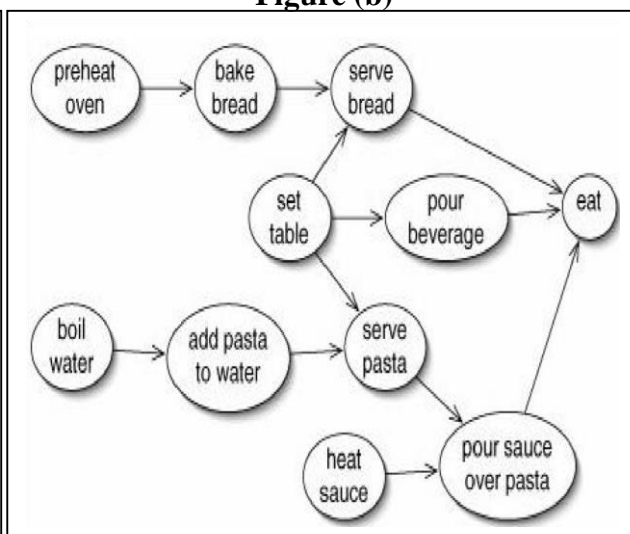 Figure (b)
preheat
oven
bake
bread
serve
bread
set
table
pour
beverage
eat
boil
water
add pasta
to water
serve
pasta
heat
sauce
pour sauce
over pasta